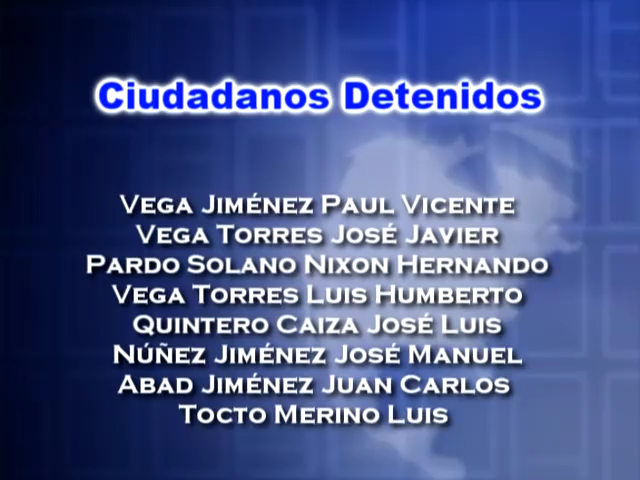 Ciudadanos Detenidos
Vega Jiménez Paul Vicente
Vega Torres José Javier
Pardo Solano Nixon Hernando
Vega Torres Luis Humberto
Quintero Caiza José Luis
Núñez Jiménez José Manuel
Abad Jiménez Juan Carlos
Tocto Merino Luis